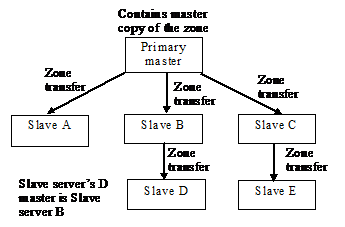 Contains master
copy of the zone
Primary
master
Zone
transfer
Zone
transfer
Zone
transfer
Slave A
Slave B
Slave C
Zone
transfer
Zone
transfer
Slave server's D
master is Slave
server B
Slave D
Slave E